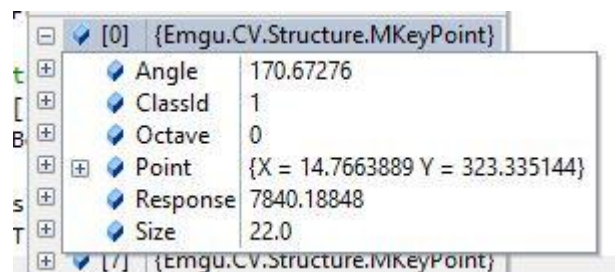 [0] {Emgu.CV.Structure.MKeyPoint}
t Angle 170.67276
[ ClassId 1
B Octave 0
Point {X = 14.7663889 Y = 323.335144}
s Response 7840.18848
T Size 22.0
[7] {Emgu.CV.Structure.MKeyPoint}